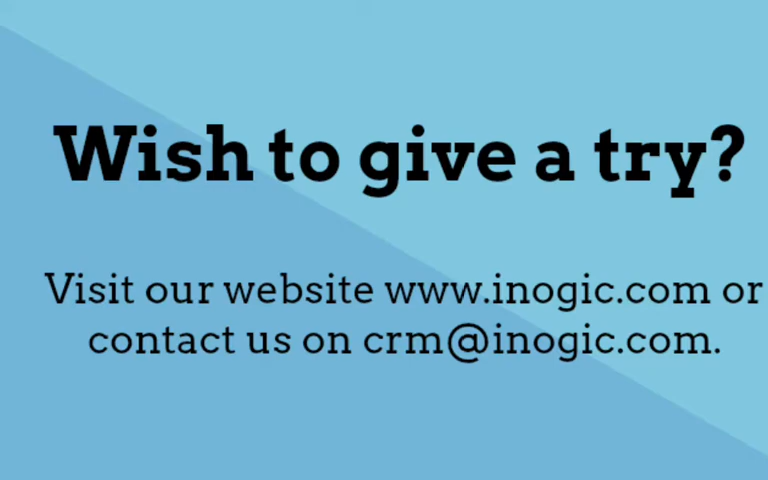 Wish to give a try?
Visit our website www.inogic.com or
contact us on crm@inogic.com.